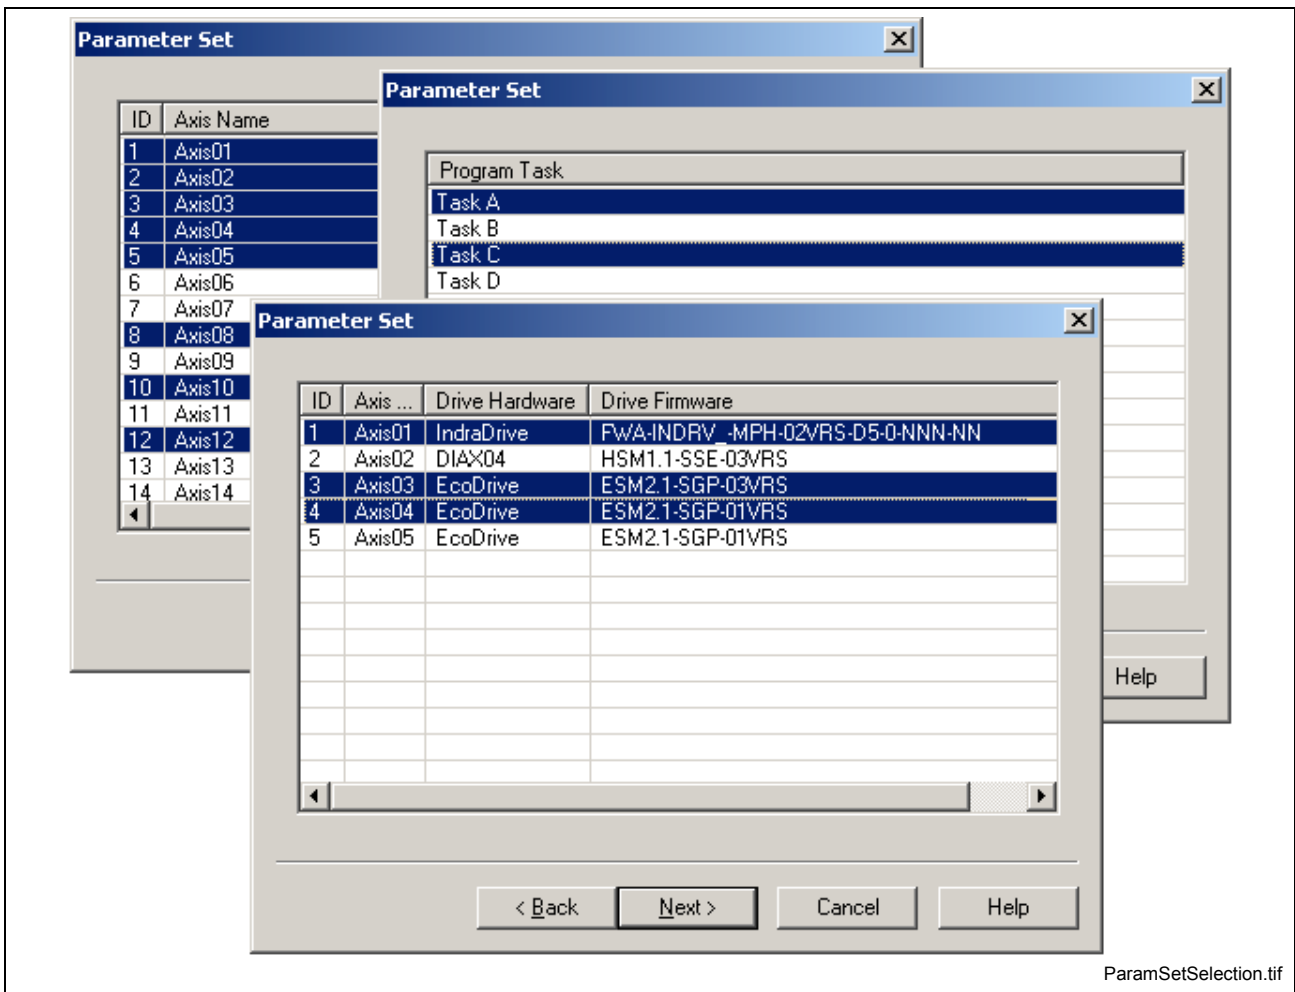 Parameter Set
ID Axis Name
1 Axis01
2 Axis02
3 Axis03
4 Axis04
5 Axis05
6 Axis06
7 Axis07
8 Axis08
9 Axis09
10 Axis10
11 Axis11
12 Axis12
13 Axis13
14 Axis14
Parameter Set
Program Task
Task A
Task B
Task C
Task D
Help
Parameter Set
ID Axis ... Drive Hardware Drive Firmware
1 Axis01 IndraDrive FWA-INDRV_-MPH-02VRS-D5-0-NNN-NN
2 Axis02 DIAX04 HSM1.1-SSE-03VRS
3 Axis03 EcoDrive ESM2.1-SGP-03VRS
4 Axis04 EcoDrive ESM2.1-SGP-01VRS
5 Axis05 EcoDrive ESM2.1-SGP-01VRS
< Back Next > Cancel Help
ParamSetSelection.tif